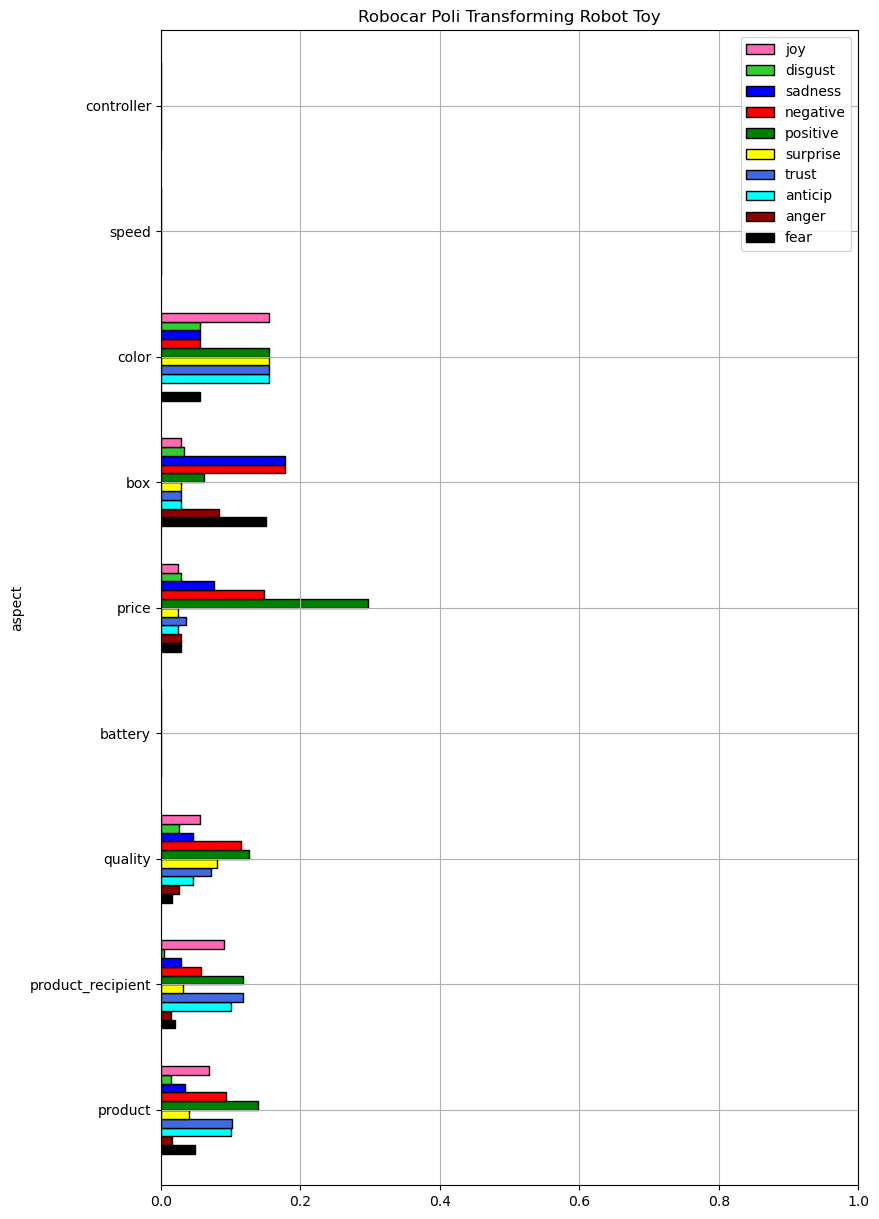 Robocar Poli Transforming Robot Toy
joy
disgust
sadness
negative
positive
surprise
trust
anticip
anger
fear
controller
speed
color
box
price
battery
quality
product_recipient
product
aspect
0.0 0.2 0.4 0.6 0.8 1.0